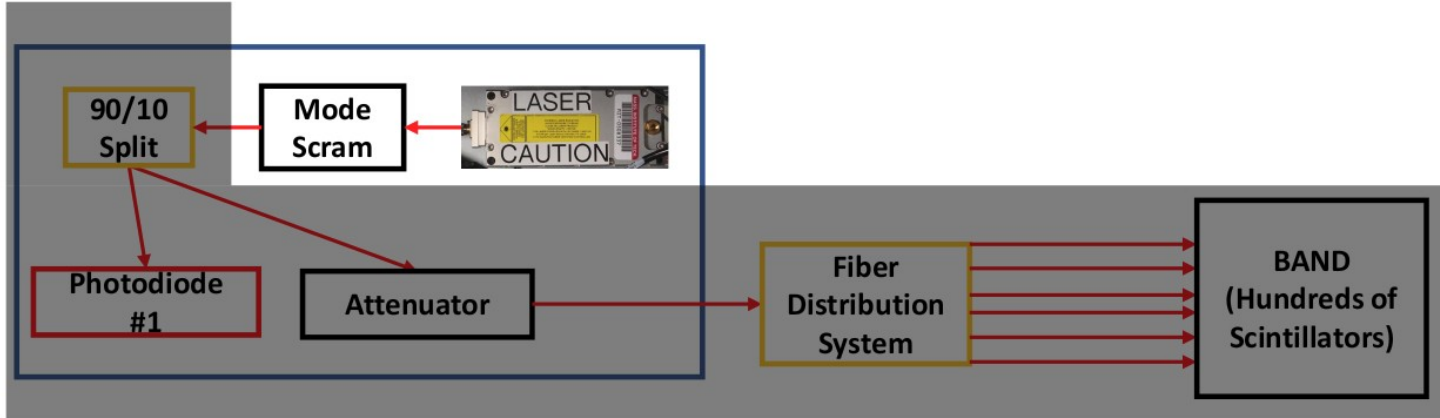 90/10
Split
Mode
Scram
LASER
CAUTION
Photodiode
#1
Attenuator
Fiber
Distribution
System
BAND
(Hundreds of
Scintillators)